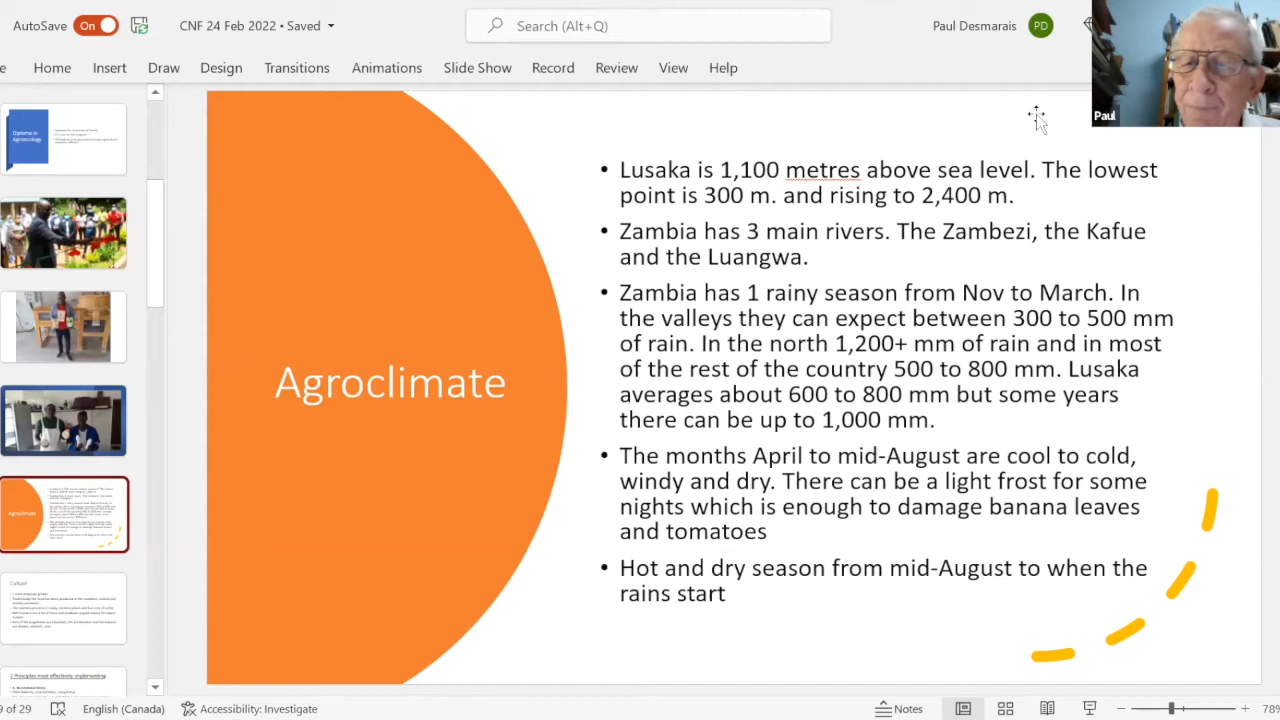 AutoSave On CNF 24 Feb 2022 • Saved Search (Alt+Q) Paul Desmarais PD
Home Insert Draw Design Transitions Animations Slide Show Record Review View Help
Paul
Diploma in
Agroecology
Agroclimate
Culture
Agroclimate
• Lusaka is 1,100 metres above sea level. The lowest
point is 300 m. and rising to 2,400 m.
• Zambia has 3 main rivers. The Zambezi, the Kafue
and the Luangwa.
• Zambia has 1 rainy season from Nov to March. In
the valleys they can expect between 300 to 500 mm
of rain. In the north 1,200+ mm of rain and in most
of the rest of the country 500 to 800 mm. Lusaka
averages about 600 to 800 mm but some years
there can be up to 1,000 mm.
• The months April to mid-August are cool to cold,
windy and dry. There can be a light frost for some
nights which is enough to damage banana leaves
and tomatoes
• Hot and dry season from mid-August to when the
rains start
of 29 English (Canada) Accessibility: Investigate Notes 78%